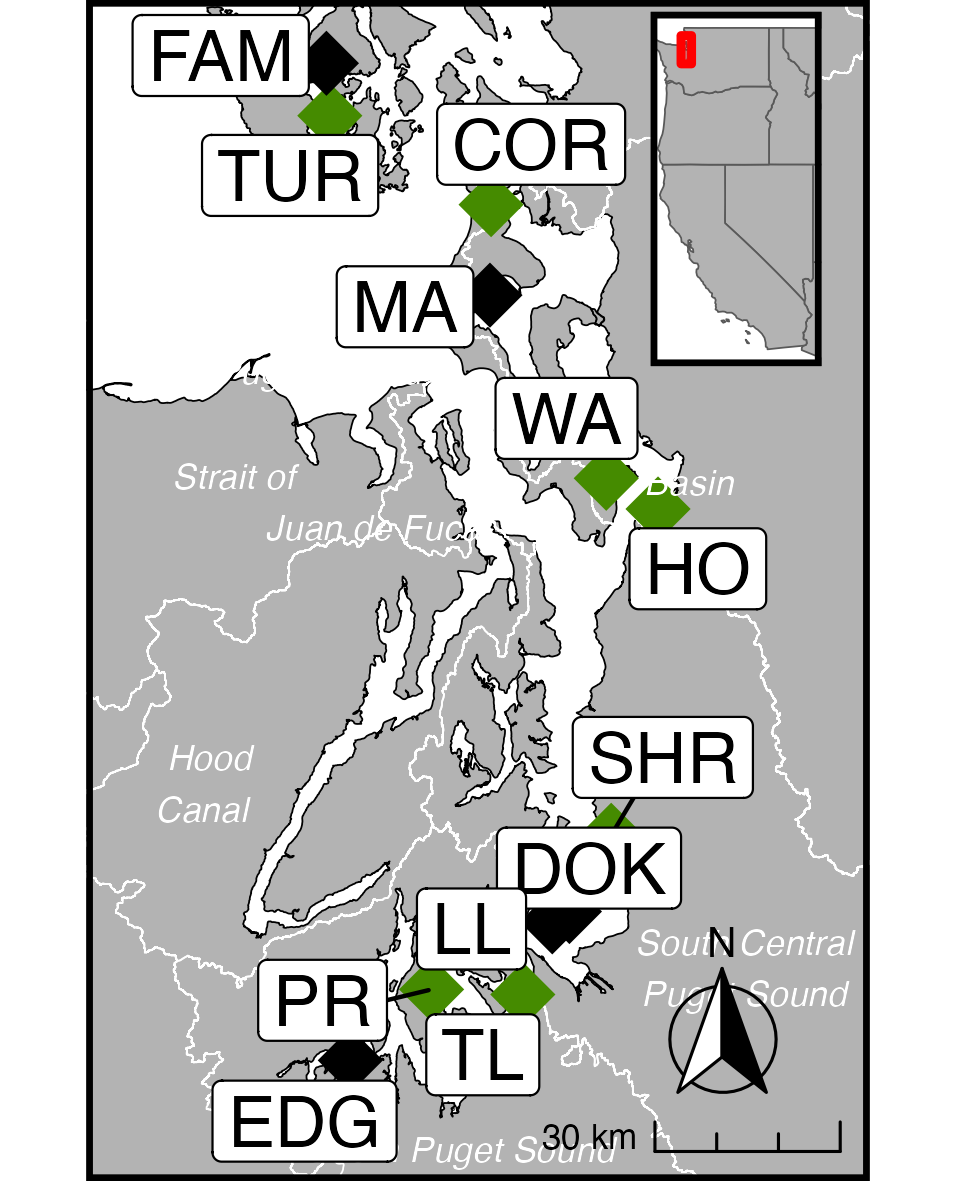 FAM
TUR
COR
MA
WA
Strait of
Basin
Juan de Fuca
HO
SHR
Hood
Canal
DOK
LL
N
South Central
Puget Sound
PR
TL
EDG
30 km
Puget Sound